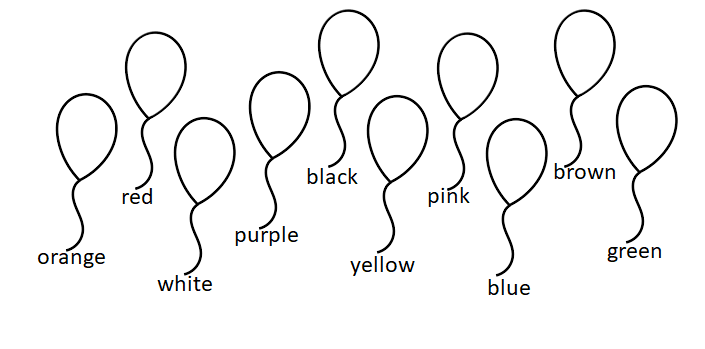 orange
red
white
purple
black
yellow
pink
blue
brown
green